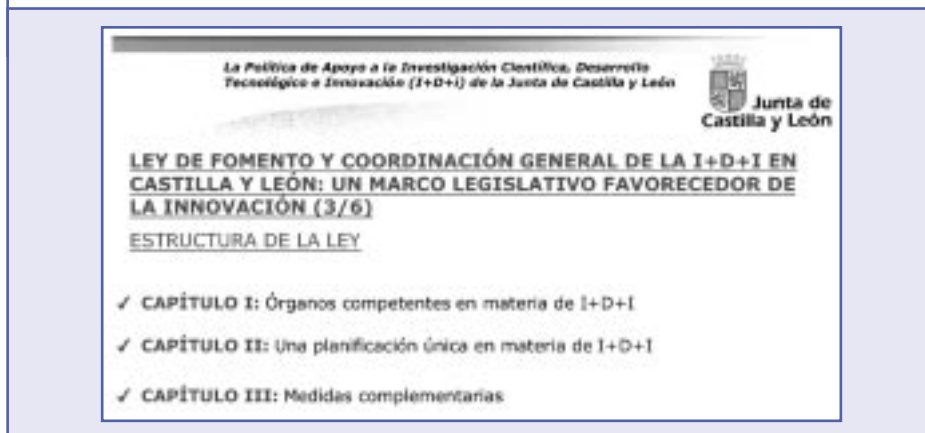 La Política de Apoyo a la Investigación Científica, Desarrollo
Tecnológico e Innovación (I+D+i) de la Junta de Castilla y León
Junta de
Castilla y León
LEY DE FOMENTO Y COORDINACIÓN GENERAL DE LA I+D+I EN
CASTILLA Y LEÓN: UN MARCO LEGISLATIVO FAVORECEDOR DE
LA INNOVACIÓN (3/6)
ESTRUCTURA DE LA LEY
✓ CAPÍTULO I: Órganos competentes en materia de I+D+I
✓ CAPÍTULO II: Una planificación única en materia de I+D+I
✓ CAPÍTULO III: Medidas complementarias